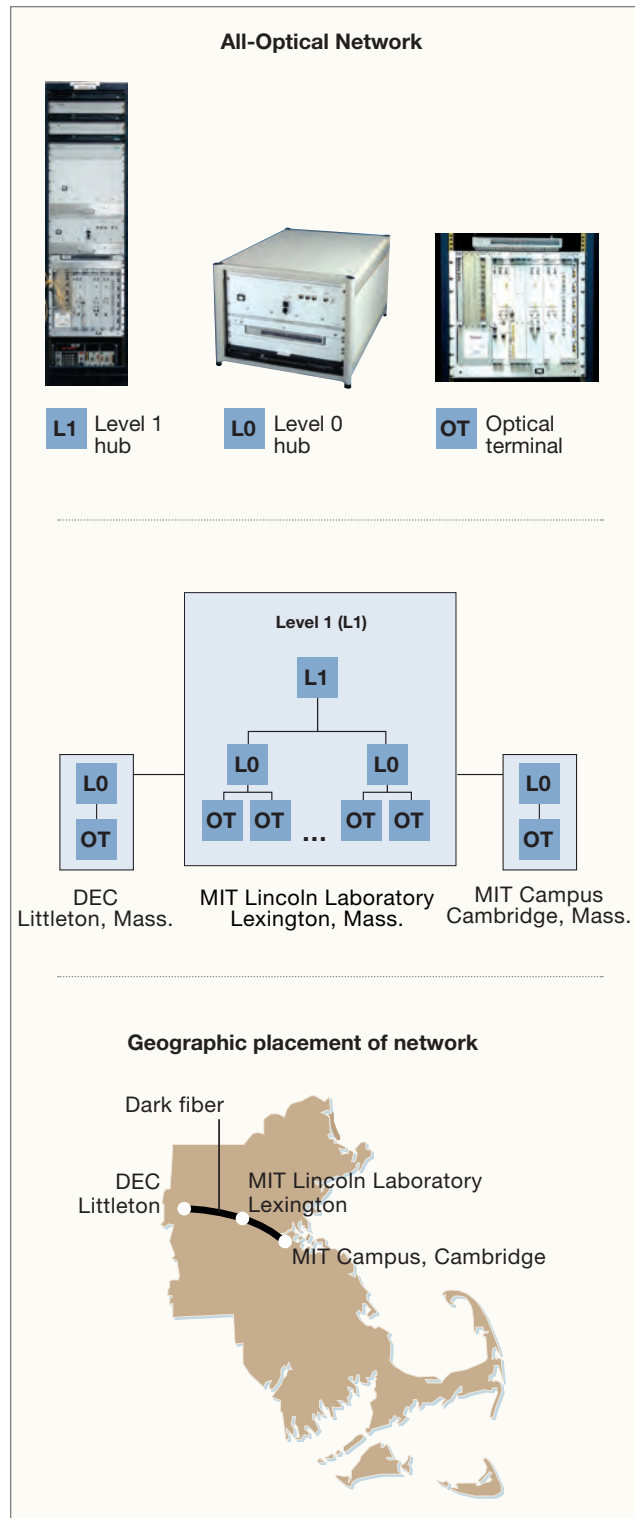 All-Optical Network
L1 Level 1
hub
L0 Level 0
hub
OT Optical
terminal
Level 1 (L1)
L1
L0 L0
OT OT ... OT OT
L0
OT
L0
OT
DEC
Littleton, Mass.
MIT Lincoln Laboratory
Lexington, Mass.
MIT Campus
Cambridge, Mass.
Geographic placement of network
Dark fiber
DEC
Littleton
MIT Lincoln Laboratory
Lexington
MIT Campus, Cambridge